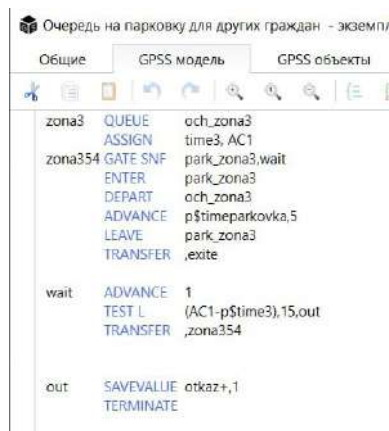 Очередь на парковку для других граждан - экземпл
Общие GPSS модель GPSS объекты
zona3 QUEUE och_zona3
ASSIGN time3, AC1
zona354 GATE SNF park_zona3,wait
ENTER park_zona3
DEPART och_zona3
ADVANCE p$timeparkovka,5
LEAVE park_zona3
TRANSFER ,exite
wait ADVANCE 1
TEST L (AC1-p$time3),15,out
TRANSFER ,zona354
out SAVEVALUE otkaz+,1
TERMINATE